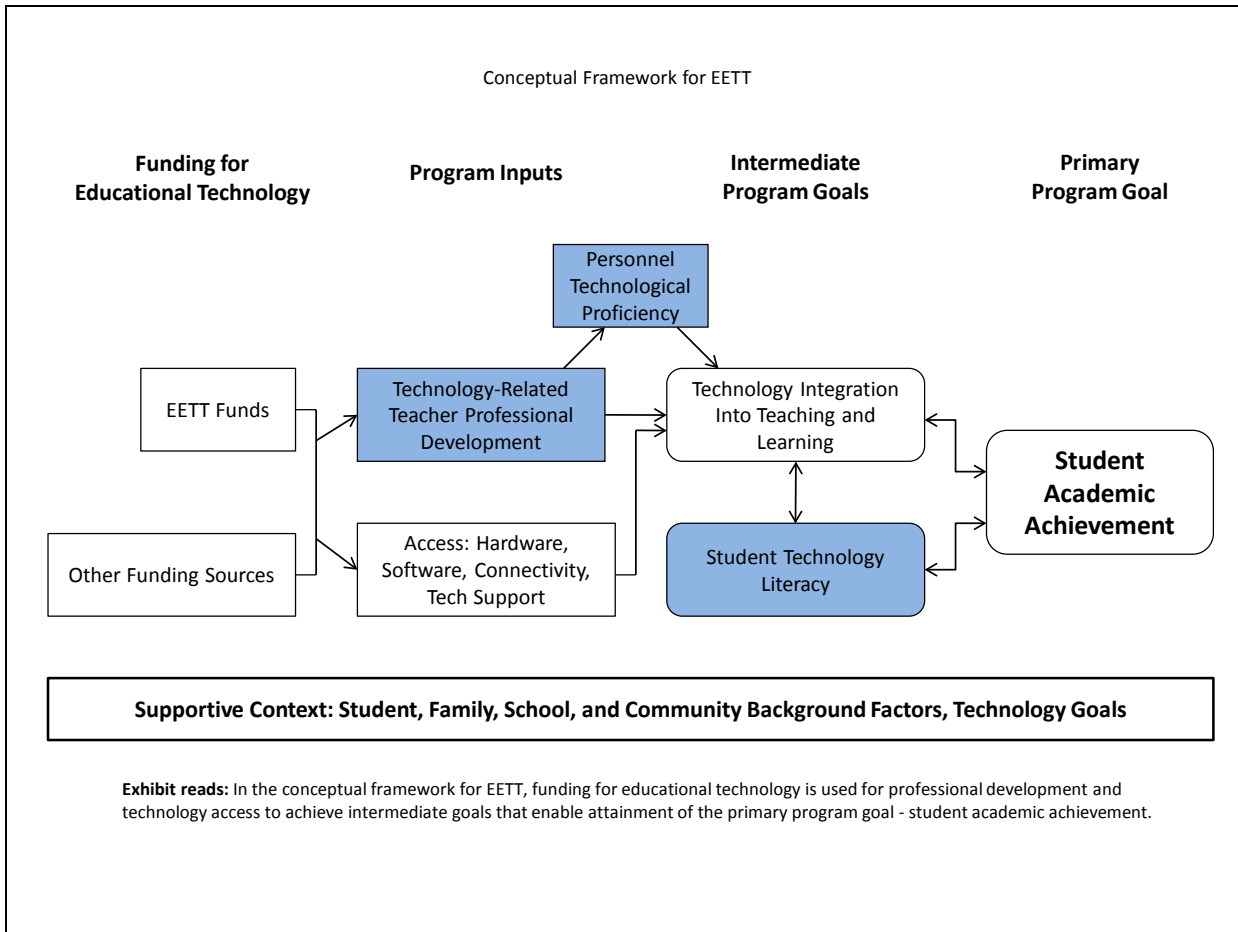 Conceptual Framework for EETT
Funding for
Educational Technology
Program Inputs
Intermediate
Program Goals
Primary
Program Goal
Personnel
Technological
Proficiency
EETT Funds
Technology-Related
Teacher Professional
Development
Technology Integration
Into Teaching and
Learning
Student
Academic
Achievement
Other Funding Sources
Access: Hardware,
Software, Connectivity,
Tech Support
Student Technology
Literacy
Supportive Context: Student, Family, School, and Community Background Factors, Technology Goals
Exhibit reads: In the conceptual framework for EETT, funding for educational technology is used for professional development and
technology access to achieve intermediate goals that enable attainment of the primary program goal - student academic achievement.